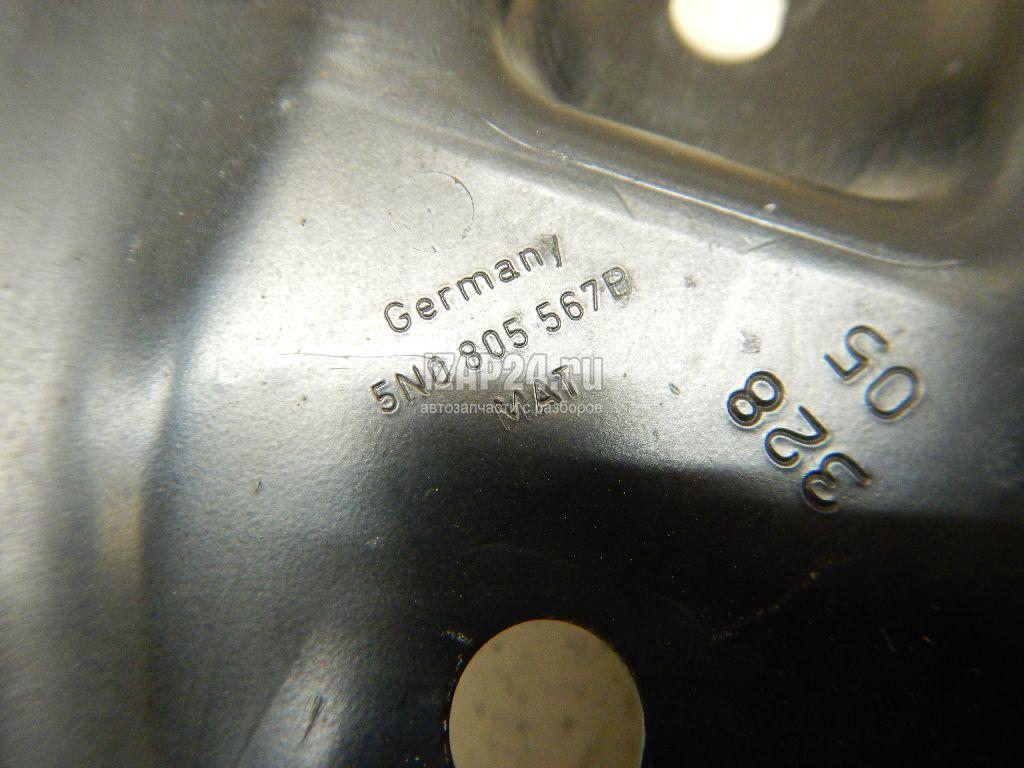 Germany
5N0 805 567B
MAT
ZAP24.ru
автозапчасти с разборов
05
328